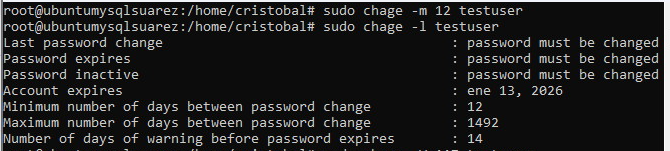 root@ubuntumysqlsuarez:/home/cristobal# sudo chage -m 12 testuser
root@ubuntumysqlsuarez:/home/cristobal# sudo chage -l testuser
Last password change : password must be changed
Password expires : password must be changed
Password inactive : password must be changed
Account expires : ene 13, 2026
Minimum number of days between password change : 12
Maximum number of days between password change : 1492
Number of days of warning before password expires : 14